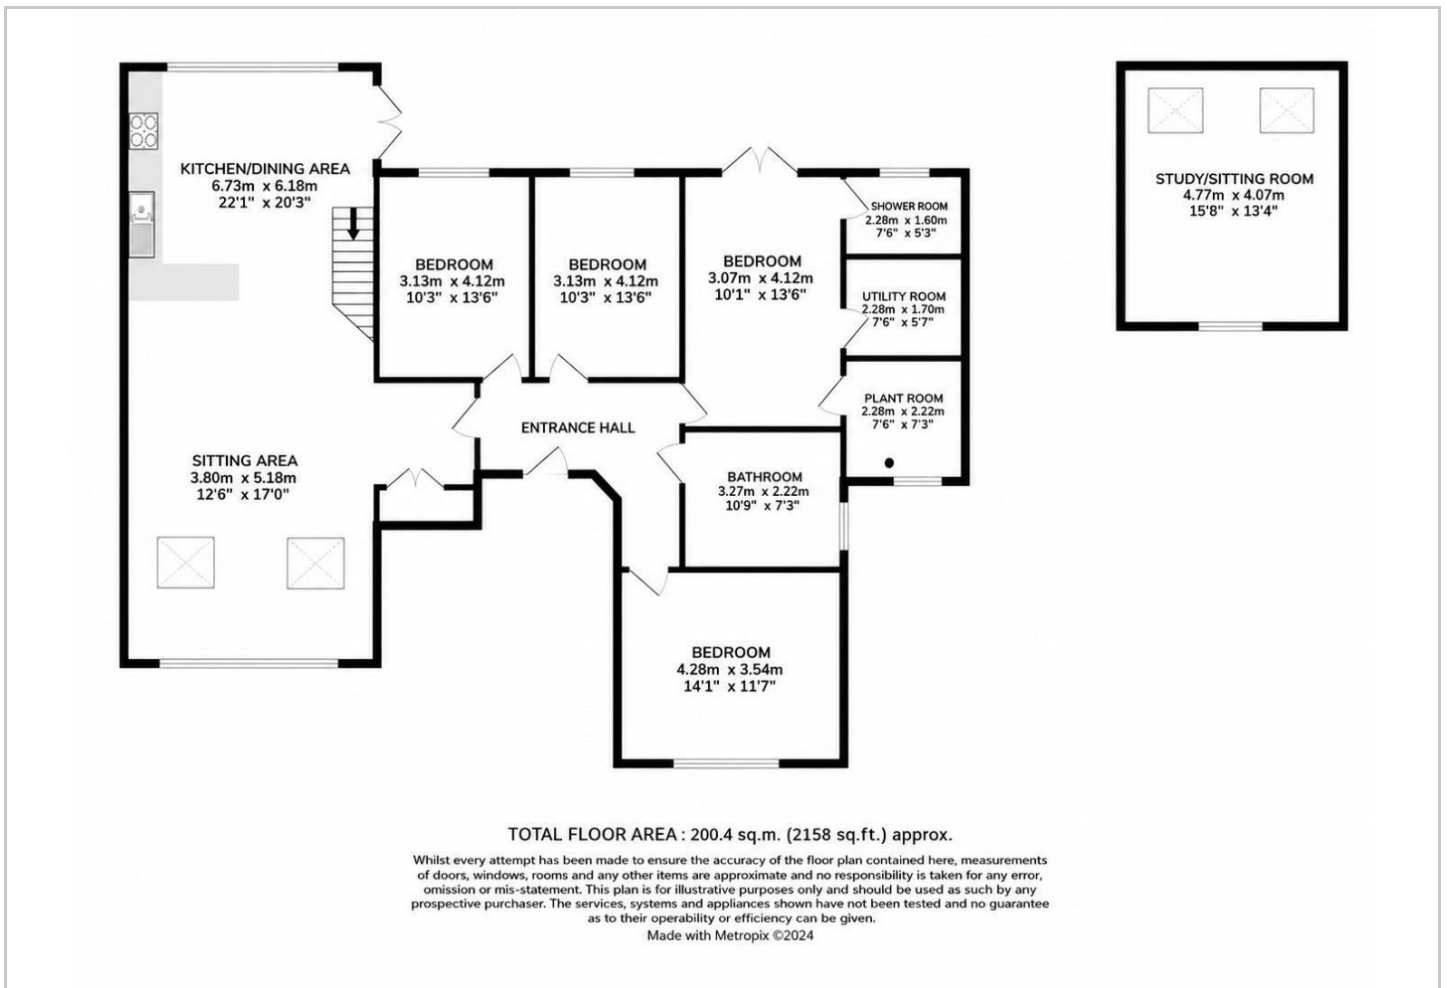 KITCHEN/DINING AREA
6.73m x 6.18m
22'1" x 20'3"
BEDROOM
3.13m x 4.12m
10'3" x 13'6"
BEDROOM
3.13m x 4.12m
10'3" x 13'6"
BEDROOM
3.07m x 4.12m
10'1" x 13'6"
SHOWER ROOM
2.28m x 1.60m
7'6" x 5'3"
UTILITY ROOM
2.28m x 1.70m
7'6" x 5'7"
PLANT ROOM
2.28m x 2.22m
7'6" x 7'3"
STUDY/SITTING ROOM
4.77m x 4.07m
15'8" x 13'4"
ENTRANCE HALL
SITTING AREA
3.80m x 5.18m
12'6" x 17'0"
BATHROOM
3.27m x 2.22m
10'9" x 7'3"
BEDROOM
4.28m x 3.54m
14'1" x 11'7"
TOTAL FLOOR AREA : 200.4 sq.m. (2158 sq.ft.) approx.
Whilst every attempt has been made to ensure the accuracy of the floor plan contained here, measurements
of doors, windows, rooms and any other items are approximate and no responsibility is taken for any error,
omission or mis-statement. This plan is for illustrative purposes only and should be used as such by any
prospective purchaser. The services, systems and appliances shown have not been tested and no guarantee
as to their operability or efficiency can be given.
Made with Metropix ©2024